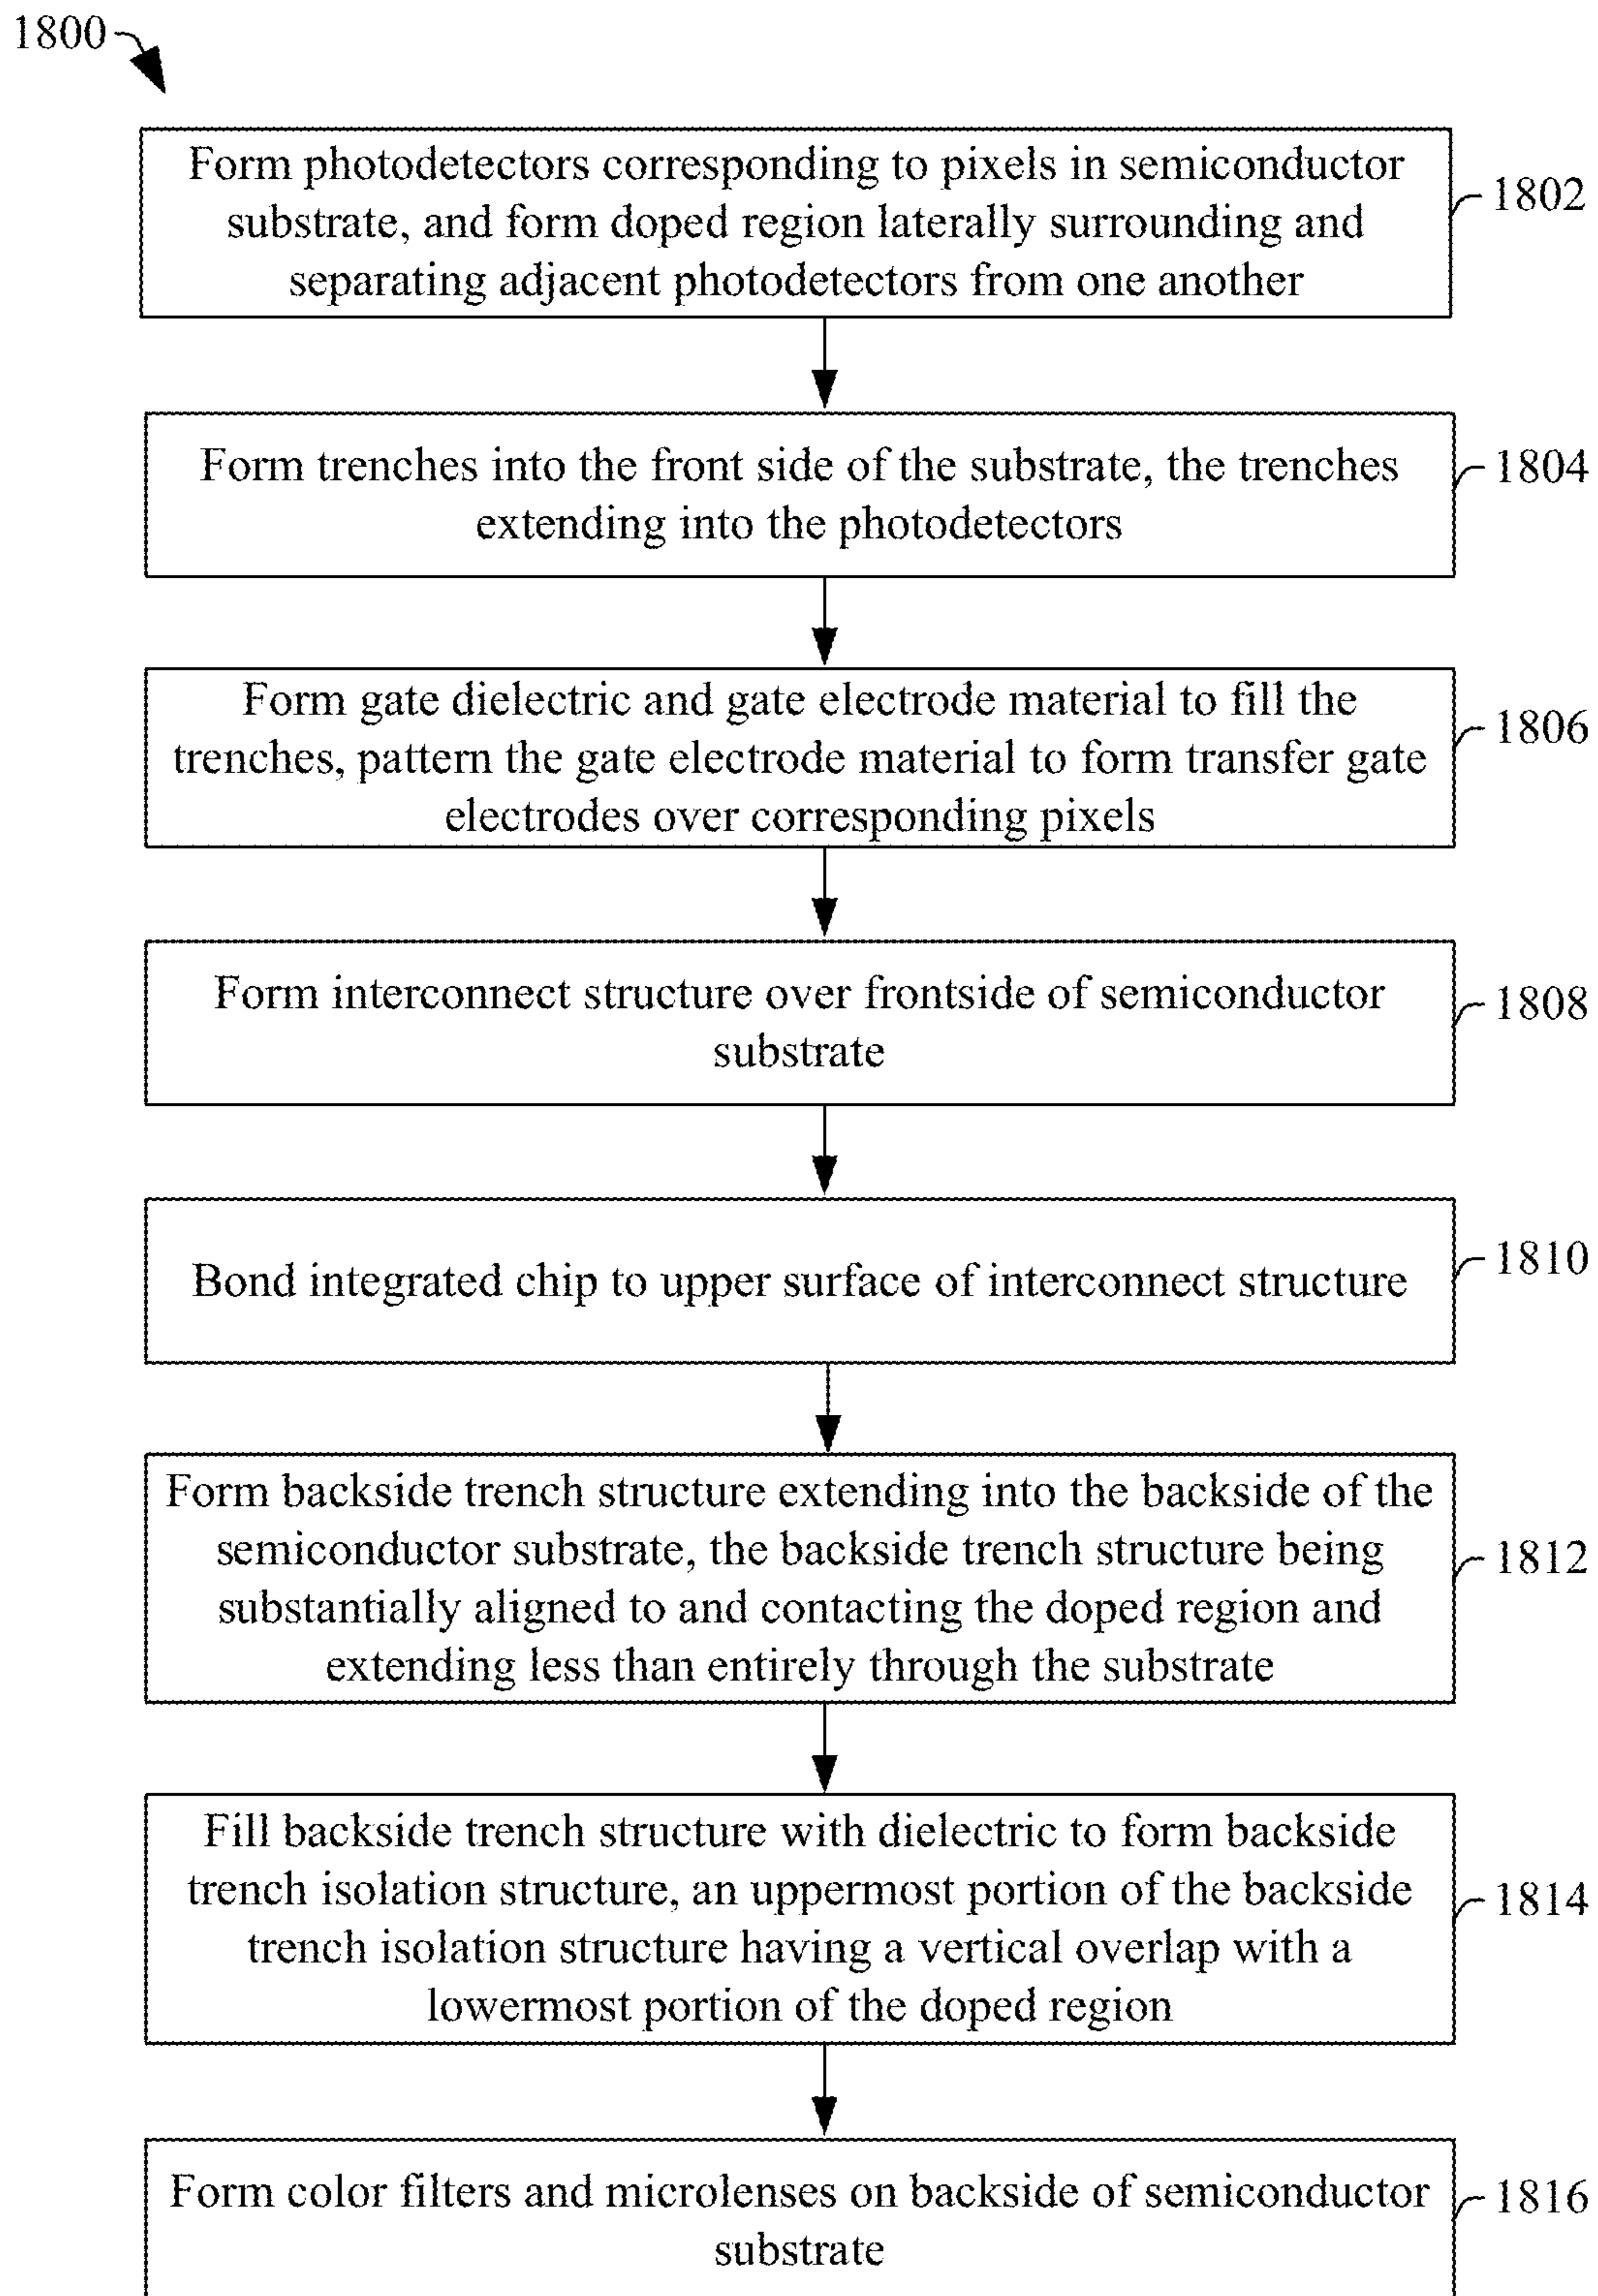 1800
Form photodetectors corresponding to pixels in semiconductor
substrate, and form doped region laterally surrounding and
separating adjacent photodetectors from one another
1802
Form trenches into the front side of the substrate, the trenches
extending into the photodetectors
1804
Form gate dielectric and gate electrode material to fill the
trenches, pattern the gate electrode material to form transfer gate
electrodes over corresponding pixels
1806
Form interconnect structure over frontside of semiconductor
substrate
1808
Bond integrated chip to upper surface of interconnect structure
1810
Form backside trench structure extending into the backside of the
semiconductor substrate, the backside trench structure being
substantially aligned to and contacting the doped region and
extending less than entirely through the substrate
1812
Fill backside trench structure with dielectric to form backside
trench isolation structure, an uppermost portion of the backside
trench isolation structure having a vertical overlap with a
lowermost portion of the doped region
1814
Form color filters and microlenses on backside of semiconductor
substrate
1816